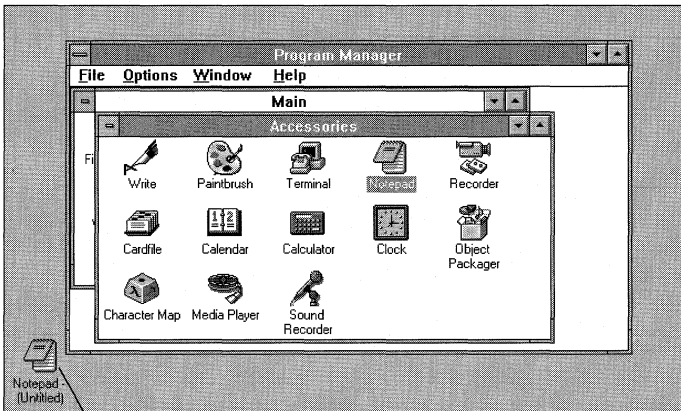 Program Manager
File Options Window Help
Main
Accessories
Fi
Write Paintbrush Terminal Notepad Recorder
Cardfile Calendar Calculator Clock Object
Packager
Character Map Media Player Sound
Recorder
Notepad -
(Untitled)